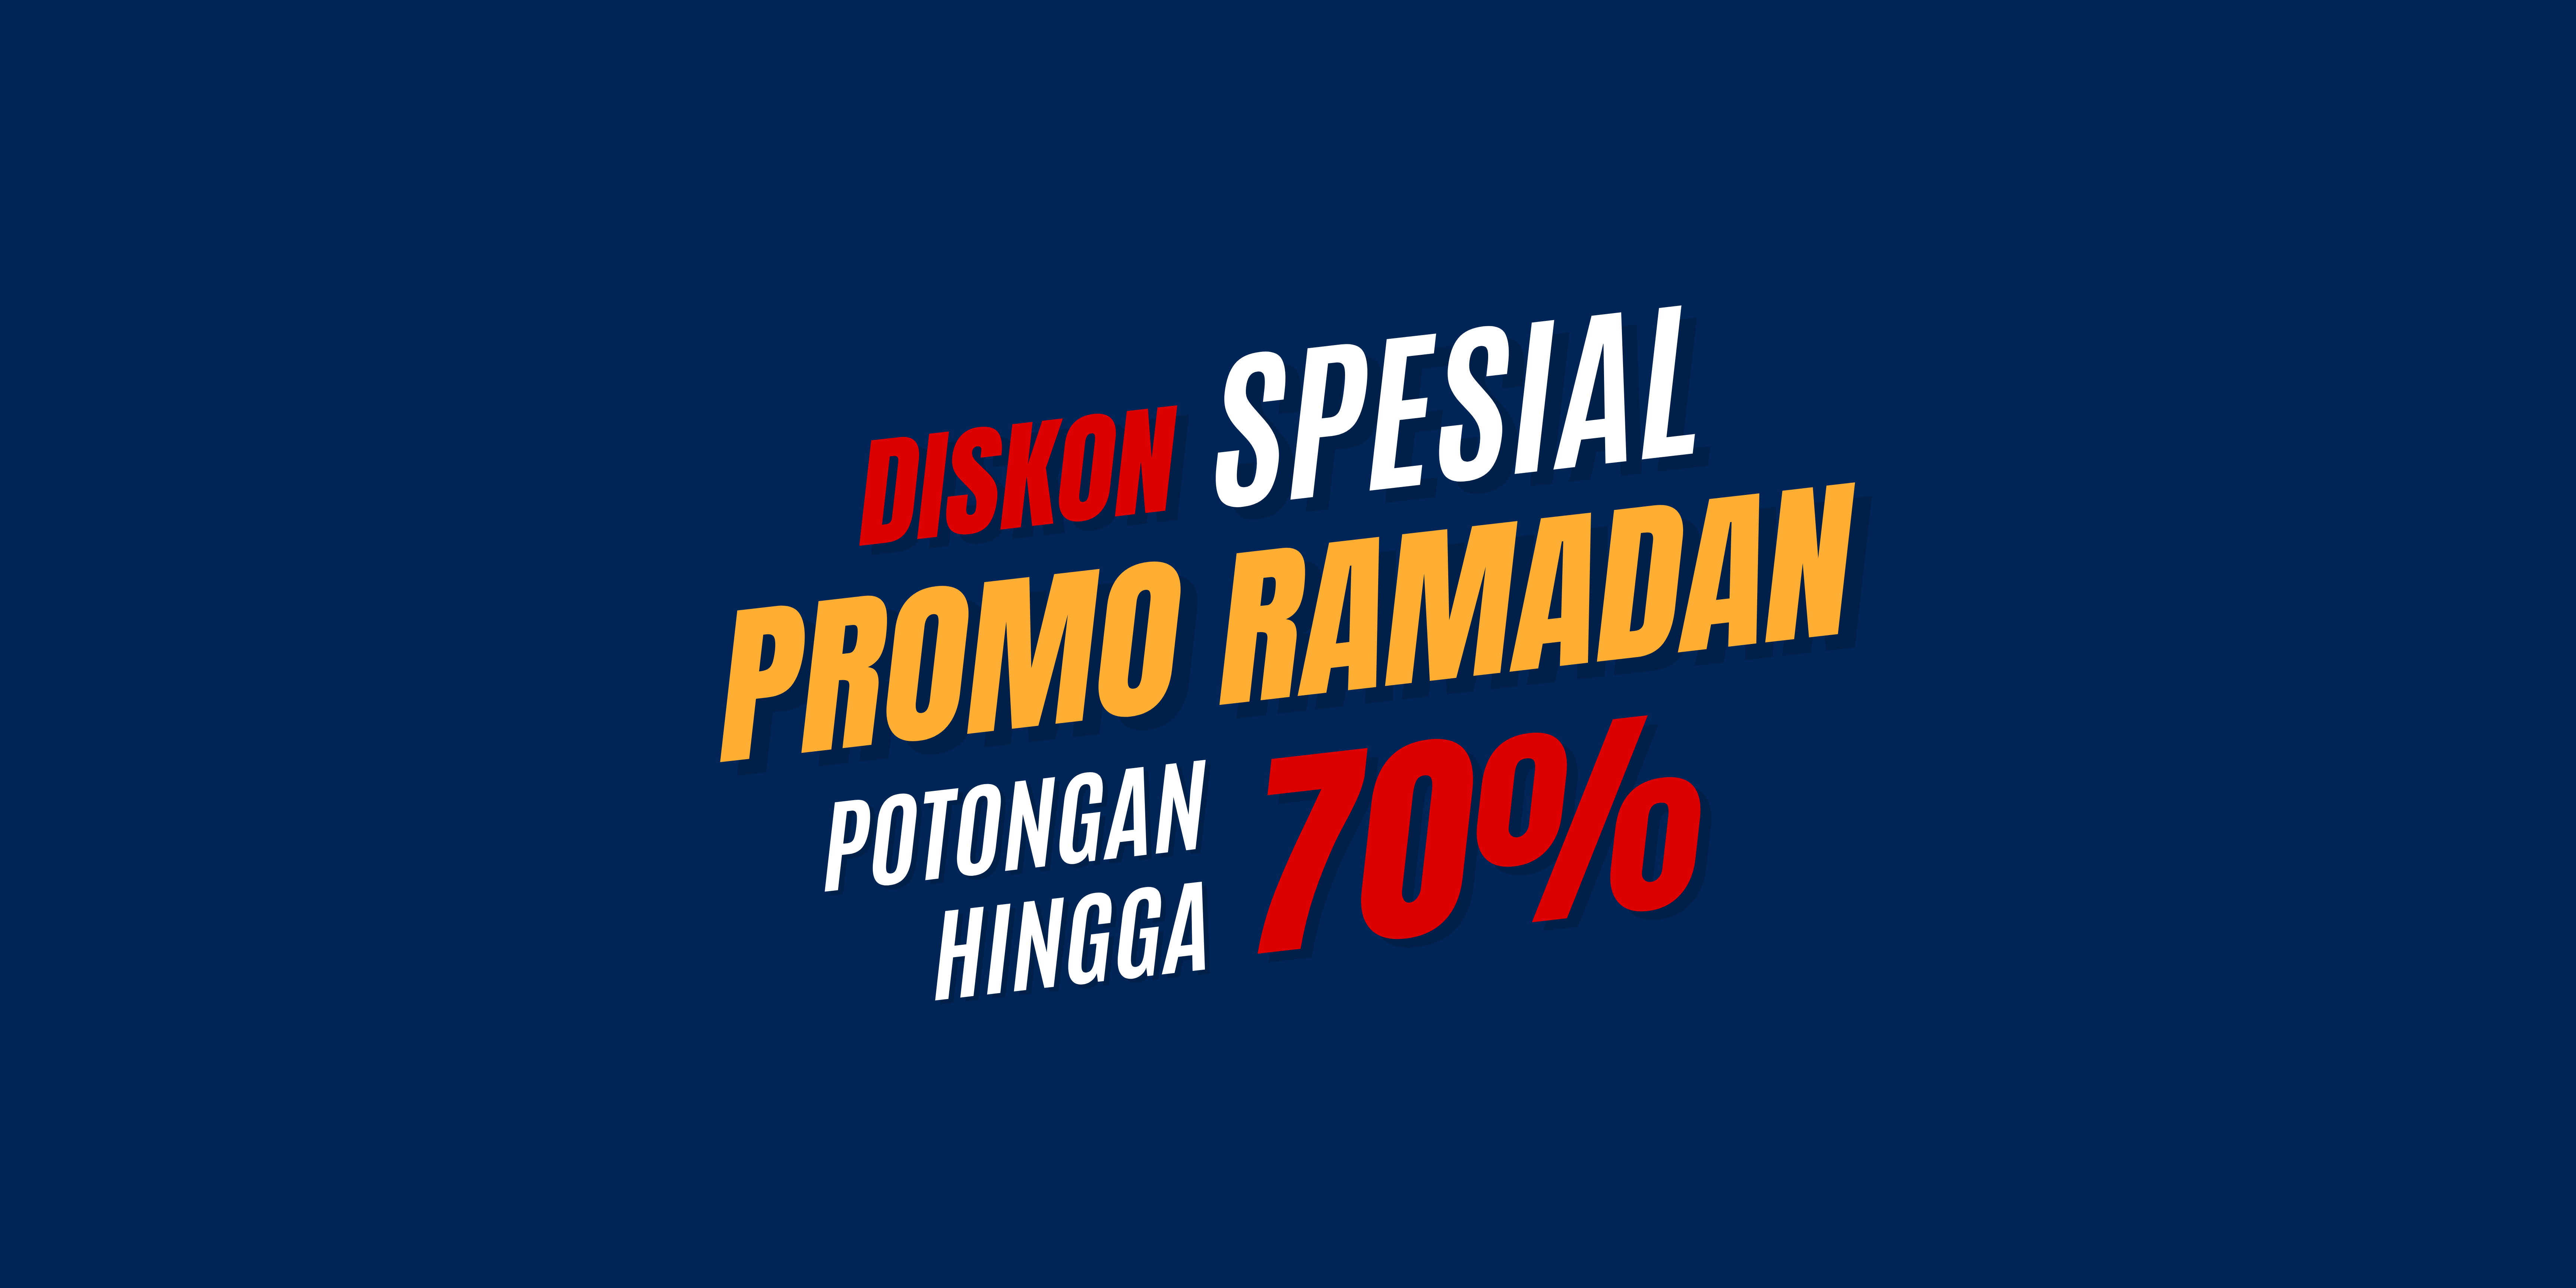 DISKON SPESIAL
PROMO RAMADAN
POTONGAN
HINGGA
70%